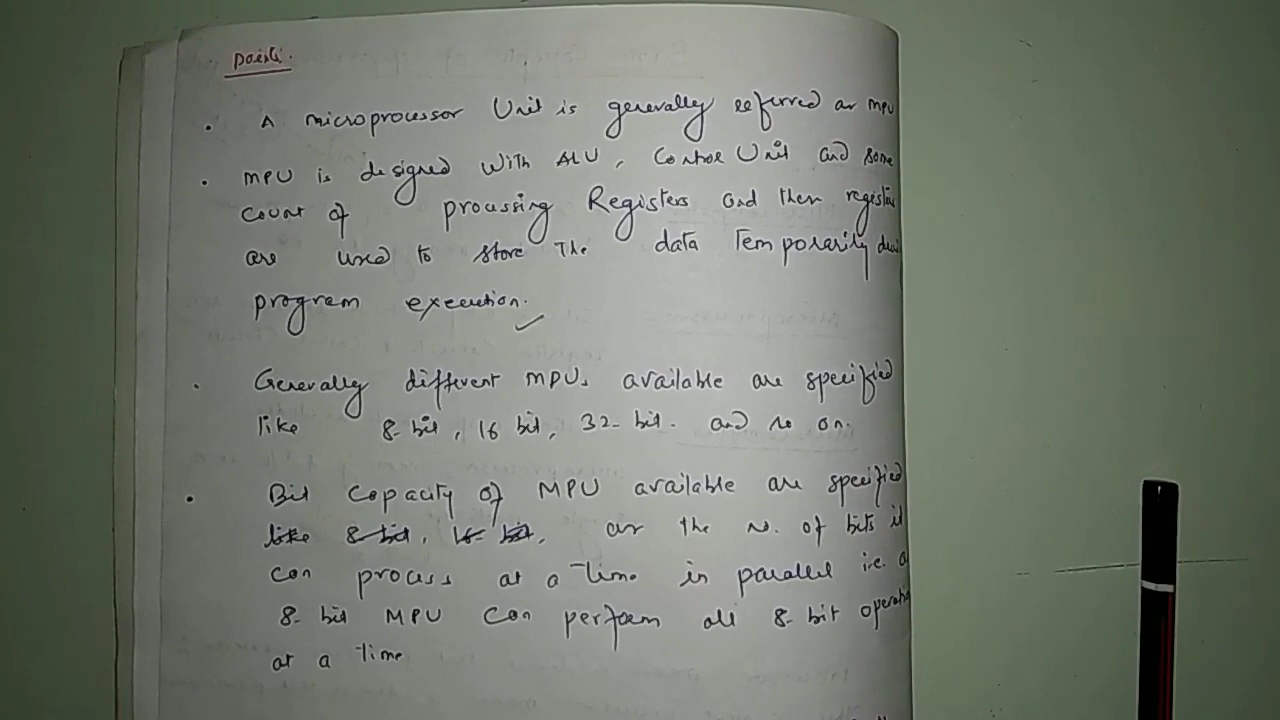 Points.
. A microprocessor Unit is generally referred as MPU
. MPU is designed with ALU, Control Unit and some
count of processing Registers and these registers
are used to store the data Temporarily
program execution.
. Generally different MPUs available are specified
like 8-bit, 16 bit, 32-bit. and so on.
. Bit capacity of MPU available are specified
like 8-bit, 16-bit, as the no. of bits it
can process at a time in parallel i.e. a
8-bit MPU can perform all 8-bit
at a time